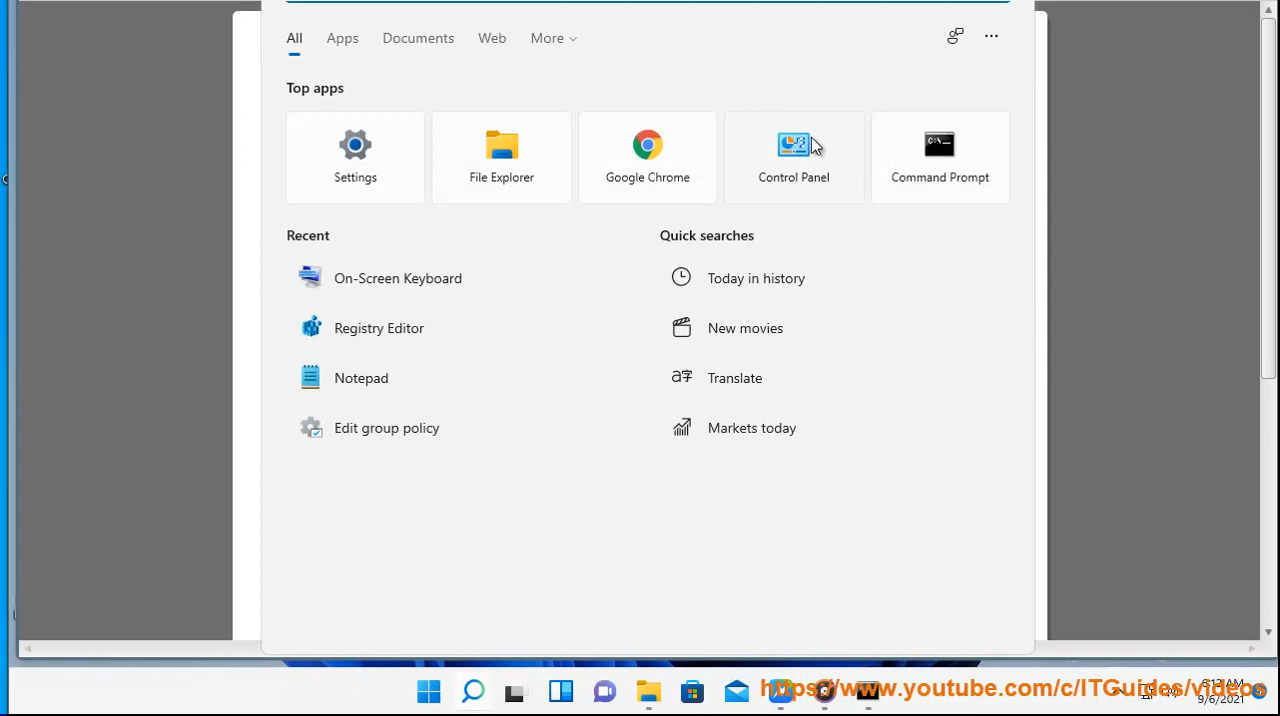 All Apps Documents Web More
Top apps
Settings File Explorer Google Chrome Control Panel Command Prompt
Recent
On-Screen Keyboard
Registry Editor
Notepad
Edit group policy
Quick searches
Today in history
New movies
Translate
Markets today
https://www.youtube.com/c/ITGuides/videos
AM
9/6/2021